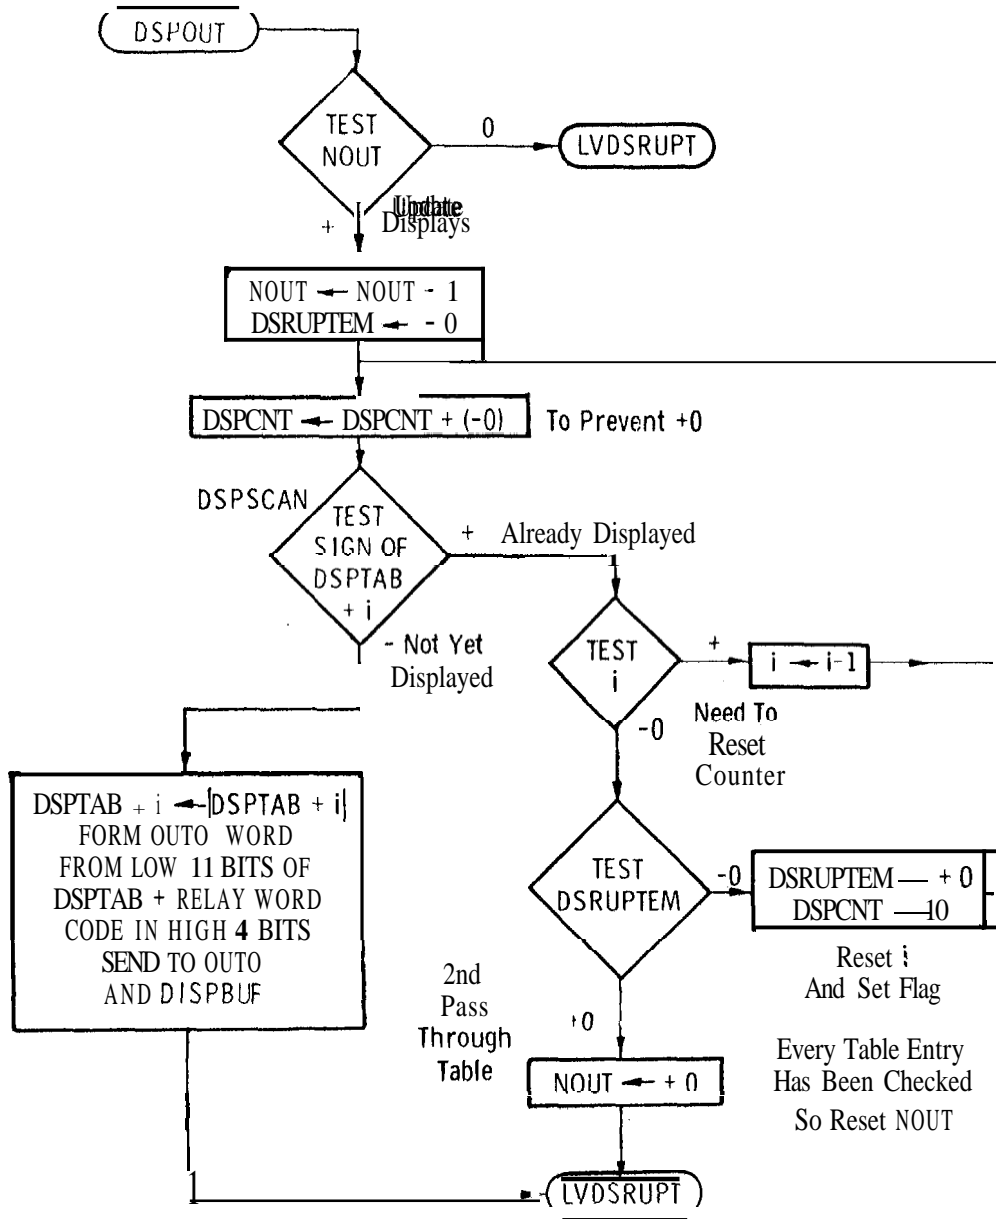 DSPOUT
TEST
NOUT
0
LVDSRUPT
+
Update
Displays
NOUT ← NOUT - 1
DSRUPTEM ← - 0
DSPCNT ← DSPCNT + (-0)
To Prevent +0
DSPSCAN
TEST
SIGN OF
DSPTAB
+ i
+ Already Displayed
- Not Yet
Displayed
TEST
i
+
i ← i-1
-0
Need To
Reset
Counter
DSPTAB + i ← |DSPTAB + i|
FORM OUTO WORD
FROM LOW 11 BITS OF
DSPTAB + RELAY WORD
CODE IN HIGH 4 BITS
SEND TO OUTO
AND DISPBUF
TEST
DSRUPTEM
-0
DSRUPTEM — + 0
DSPCNT — 10
Reset i
And Set Flag
2nd
Pass
Through
Table
+0
NOUT ← + 0
Every Table Entry
Has Been Checked
So Reset NOUT
LVDSRUPT